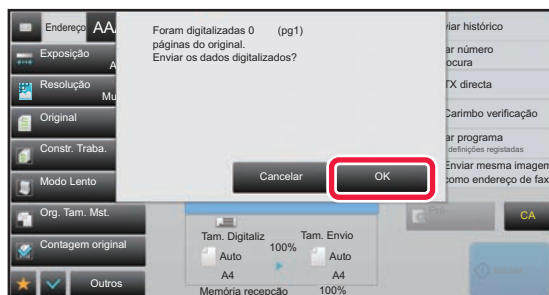 Endereço AA
Exposição
A
Resolução
Mu
Original
Constr. Traba.
Modo Lento
Org. Tam. Mst.
Contagem original
Outros
Foram digitalizadas 0 (pg1)
páginas do original.
Enviar os dados digitalizados?
Cancelar
OK
iar histórico
ar número
ocura
TX directa
Carimbo verificação
ar programa
definições registadas
Enviar mesma imagem
como endereço de fax
CA
Tam. Digitaliz
100%
Tam. Envio
Auto
A4
Auto
A4
Memória recepção 100%